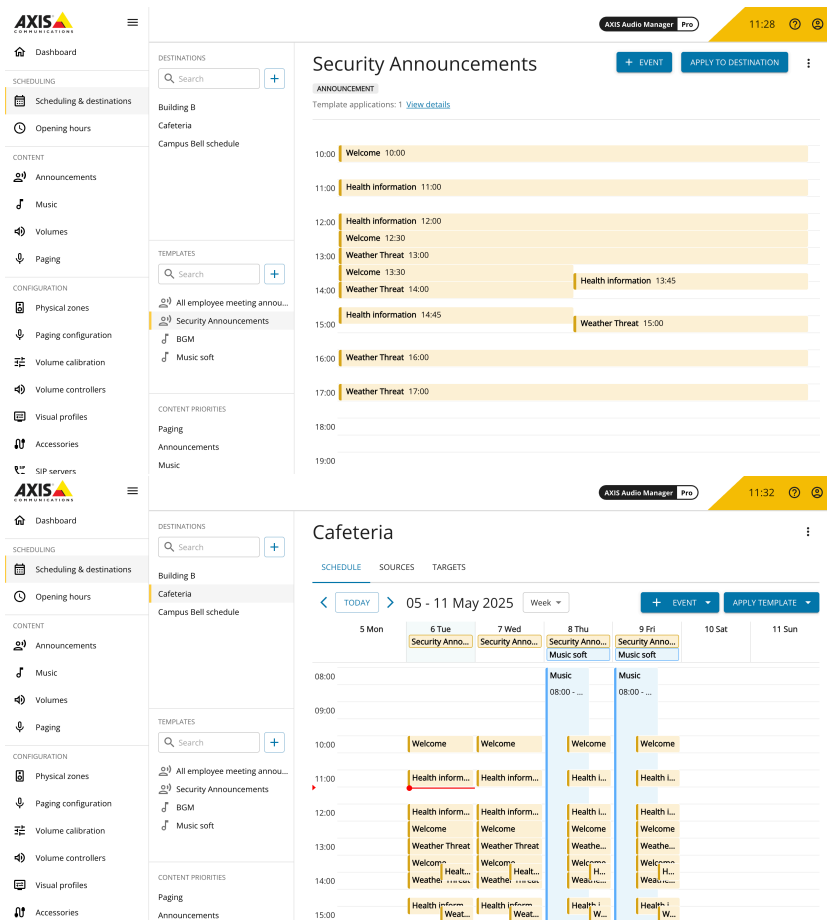 AXIS
COMMUNICATIONS
AXIS Audio Manager Pro
11:28
Dashboard
SCHEDULING
Scheduling & destinations
Opening hours
CONTENT
Announcements
Music
Volumes
Paging
CONFIGURATION
Physical zones
Paging configuration
Volume calibration
Volume controllers
Visual profiles
Accessories
SIP servers
DESTINATIONS
Search
Building B
Cafeteria
Campus Bell schedule
TEMPLATES
Search
All employee meeting annou...
Security Announcements
BGM
Music soft
CONTENT PRIORITIES
Paging
Announcements
Music
Security Announcements
+ EVENT
APPLY TO DESTINATION
ANNOUNCEMENT
Template applications: 1 View details
10:00 Welcome 10:00
11:00 Health information 11:00
12:00 Health information 12:00
Welcome 12:30
13:00 Weather Threat 13:00
Welcome 13:30
Health information 13:45
14:00 Weather Threat 14:00
Health information 14:45
15:00 Weather Threat 15:00
16:00 Weather Threat 16:00
17:00 Weather Threat 17:00
18:00
19:00
AXIS
COMMUNICATIONS
AXIS Audio Manager Pro
11:32
Dashboard
SCHEDULING
Scheduling & destinations
Opening hours
CONTENT
Announcements
Music
Volumes
Paging
CONFIGURATION
Physical zones
Paging configuration
Volume calibration
Volume controllers
Visual profiles
Accessories
DESTINATIONS
Search
Building B
Cafeteria
Campus Bell schedule
TEMPLATES
Search
All employee meeting annou...
Security Announcements
BGM
Music soft
CONTENT PRIORITIES
Paging
Announcements
Cafeteria
SCHEDULE SOURCES TARGETS
TODAY 05 - 11 May 2025 Week + EVENT APPLY TEMPLATE
5 Mon 6 Tue 7 Wed 8 Thu 9 Fri 10 Sat 11 Sun
Security Anno... Security Anno... Security Anno... Security Anno...
Music soft Music soft
08:00 Music Music
08:00 - ... 08:00 - ...
09:00
10:00 Welcome Welcome Welcome Welcome
11:00 Health inform... Health inform... Health i... Health i...
12:00 Health inform... Health inform... Health i... Health i...
Welcome Welcome Welcome Welcome
13:00 Weather Threat Weather Threat Weathe... Weathe...
Welcome Welcome Welcome Welcome
Healt... Healt... H... H...
14:00
Health inform... Health inform... Health i... Health i...
15:00 Weat... Weat... W... W...